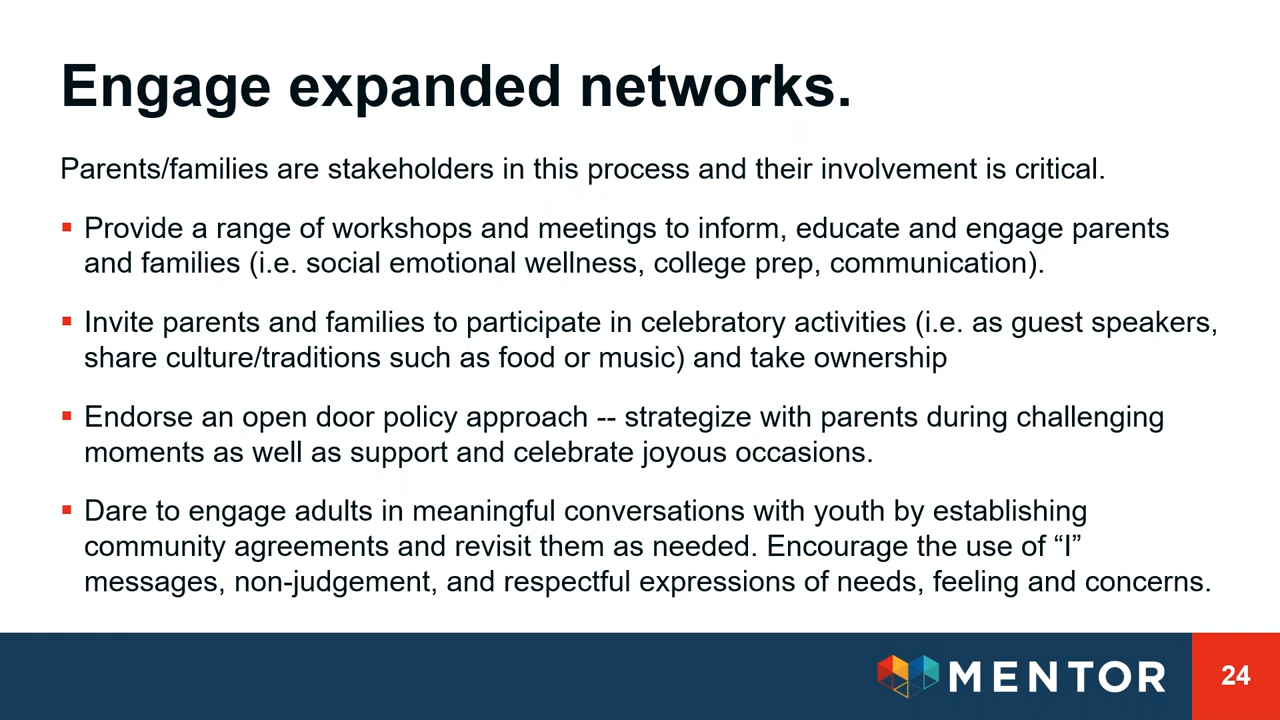 Engage expanded networks.
Parents/families are stakeholders in this process and their involvement is critical.
▪ Provide a range of workshops and meetings to inform, educate and engage parents
and families (i.e. social emotional wellness, college prep, communication).
▪ Invite parents and families to participate in celebratory activities (i.e. as guest speakers,
share culture/traditions such as food or music) and take ownership
▪ Endorse an open door policy approach -- strategize with parents during challenging
moments as well as support and celebrate joyous occasions.
▪ Dare to engage adults in meaningful conversations with youth by establishing
community agreements and revisit them as needed. Encourage the use of “I”
messages, non-judgement, and respectful expressions of needs, feeling and concerns.
MENTOR
24